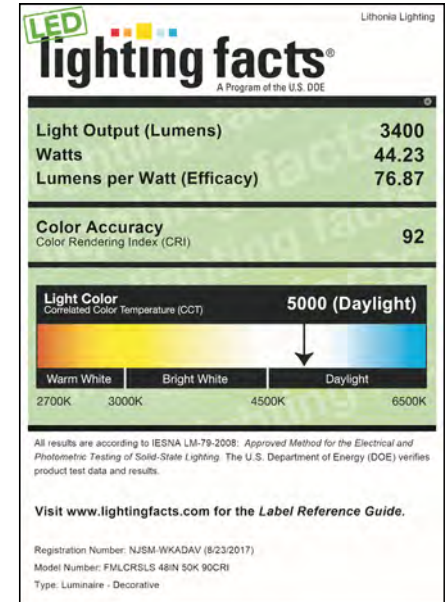 LED
Lithonia Lighting
lighting facts®
A Program of the U.S. DOE
Light Output (Lumens) 3400
Watts 44.23
Lumens per Watt (Efficacy) 76.87
Color Accuracy
Color Rendering Index (CRI) 92
Light Color
Correlated Color Temperature (CCT) 5000 (Daylight)
Warm White Bright White Daylight
2700K 3000K 4500K 6500K
All results are according to IESNA LM-79-2008: Approved Method for the Electrical and
Photometric Testing of Solid-State Lighting. The U.S. Department of Energy (DOE) verifies
product test data and results.
Visit www.lightingfacts.com for the Label Reference Guide.
Registration Number: NJSM-WKADAV (8/23/2017)
Model Number: FMLCRSLS 48IN 50K 90CRI
Type: Luminaire - Decorative